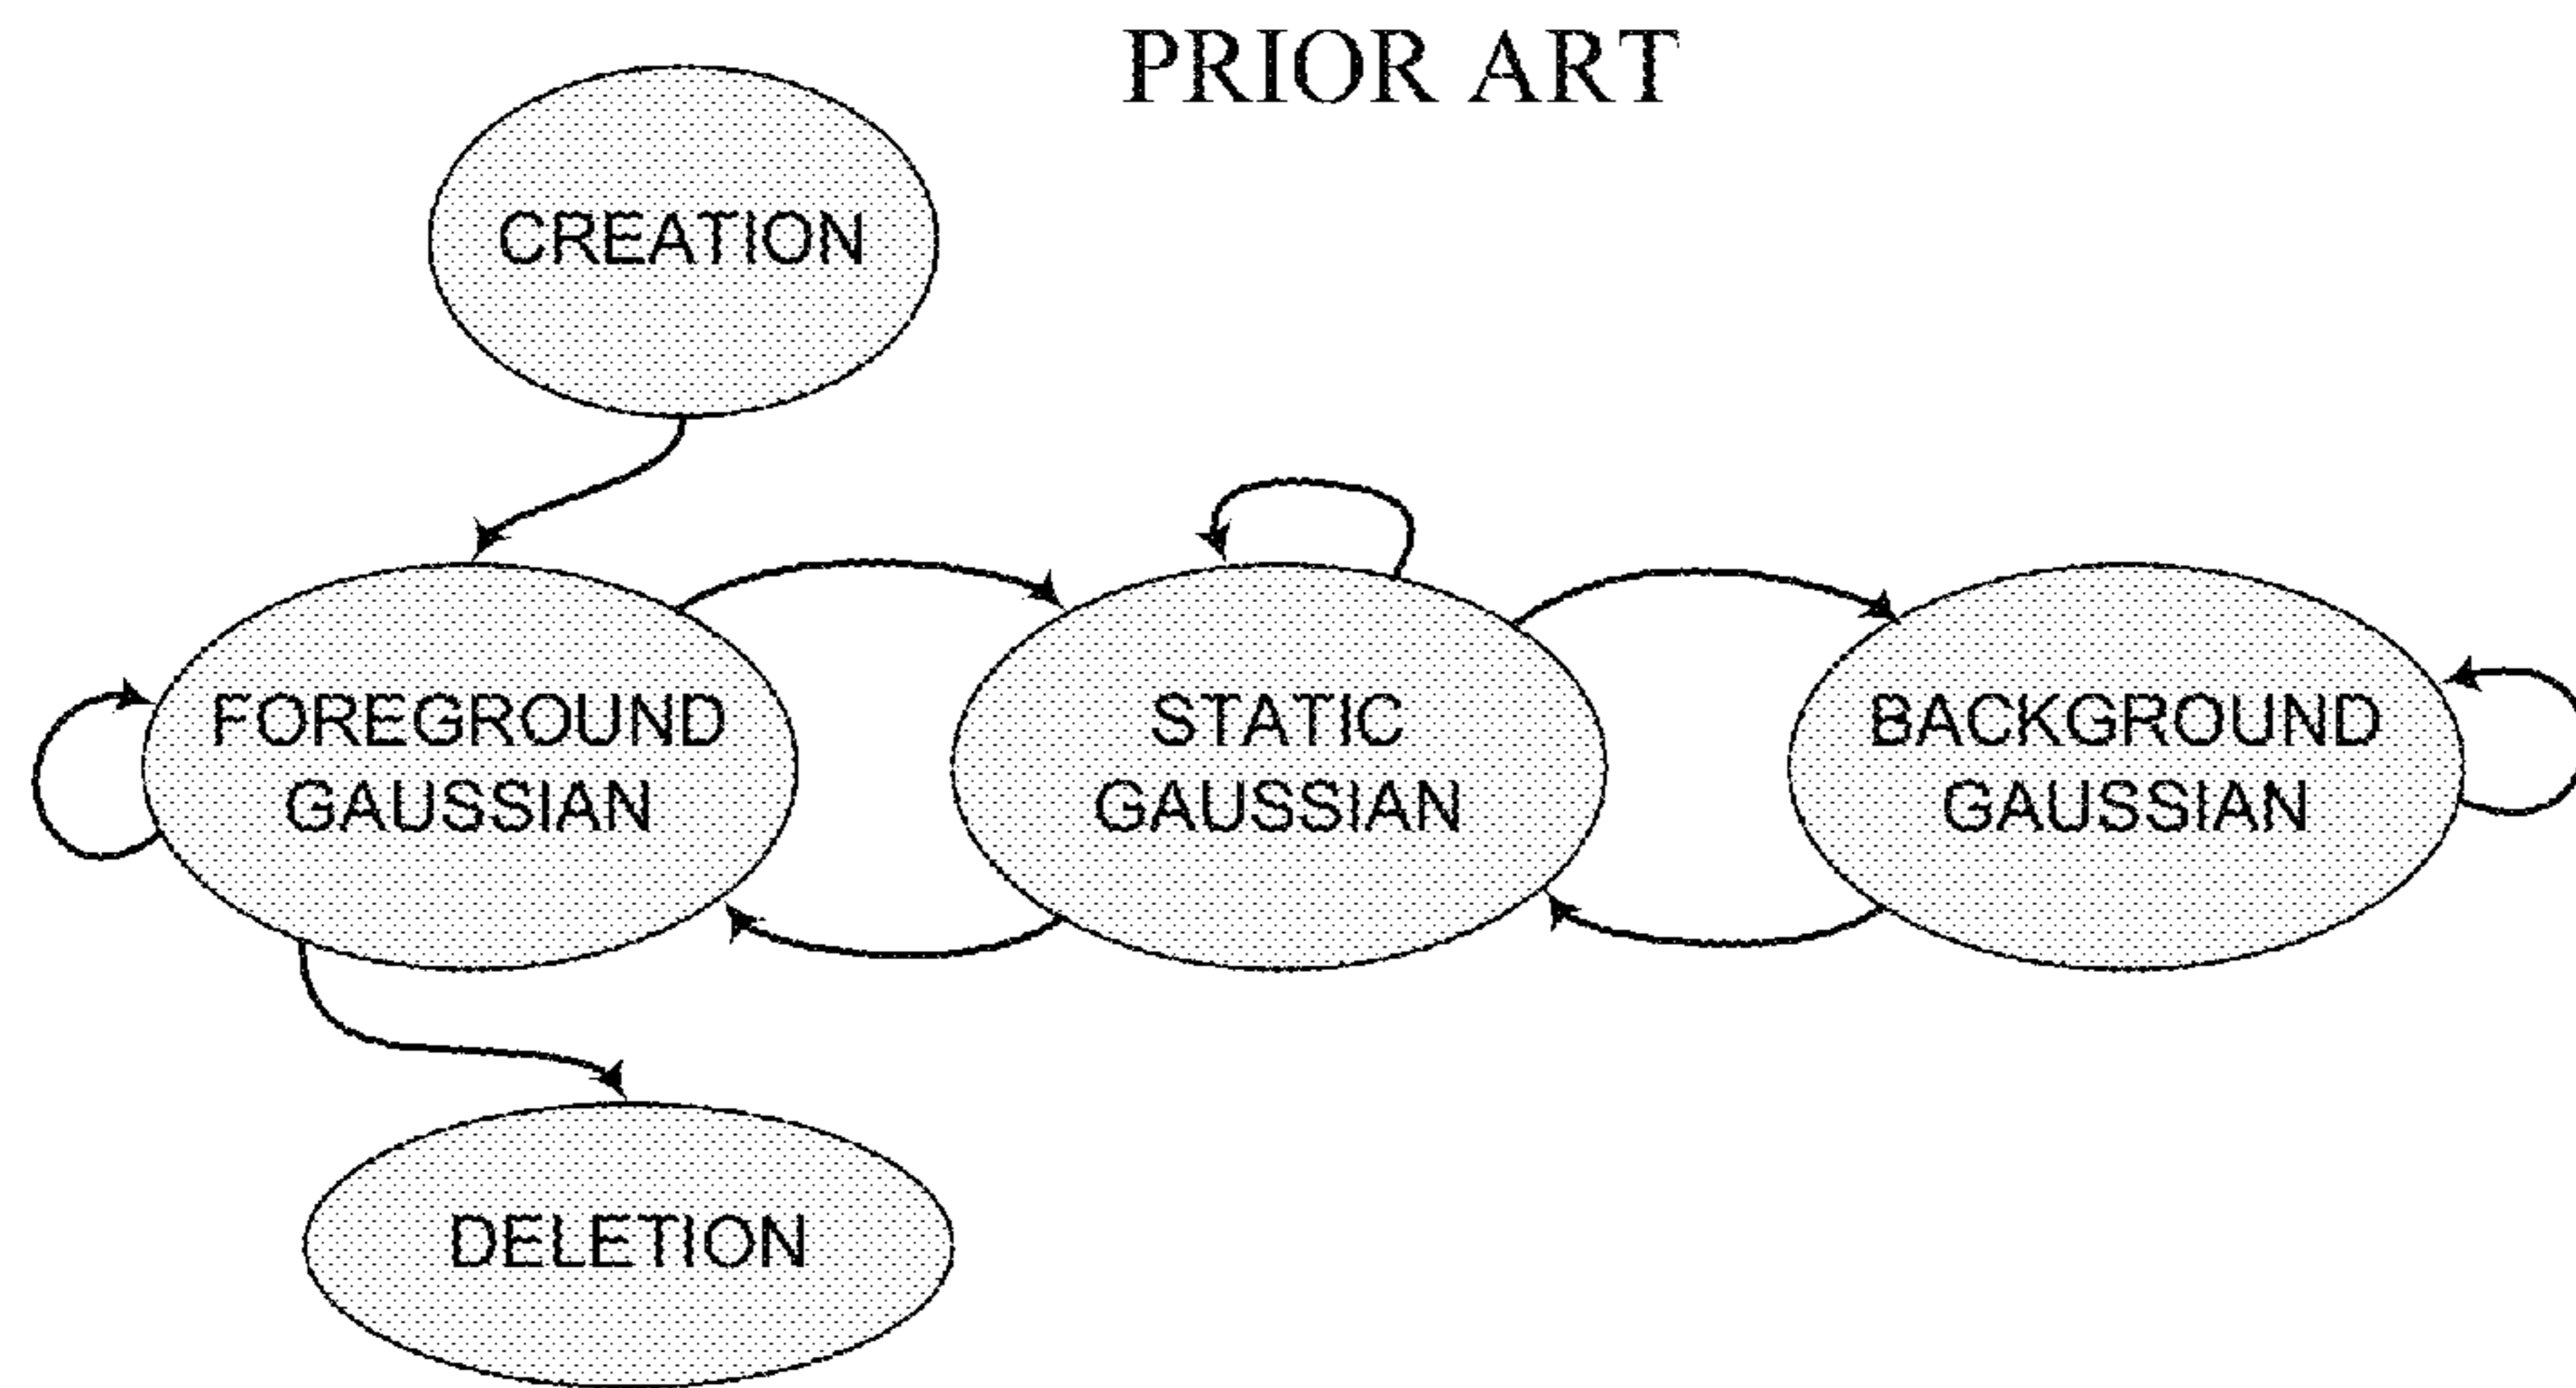 PRIOR ART
CREATION
FOREGROUND
GAUSSIAN
STATIC
GAUSSIAN
BACKGROUND
GAUSSIAN
DELETION